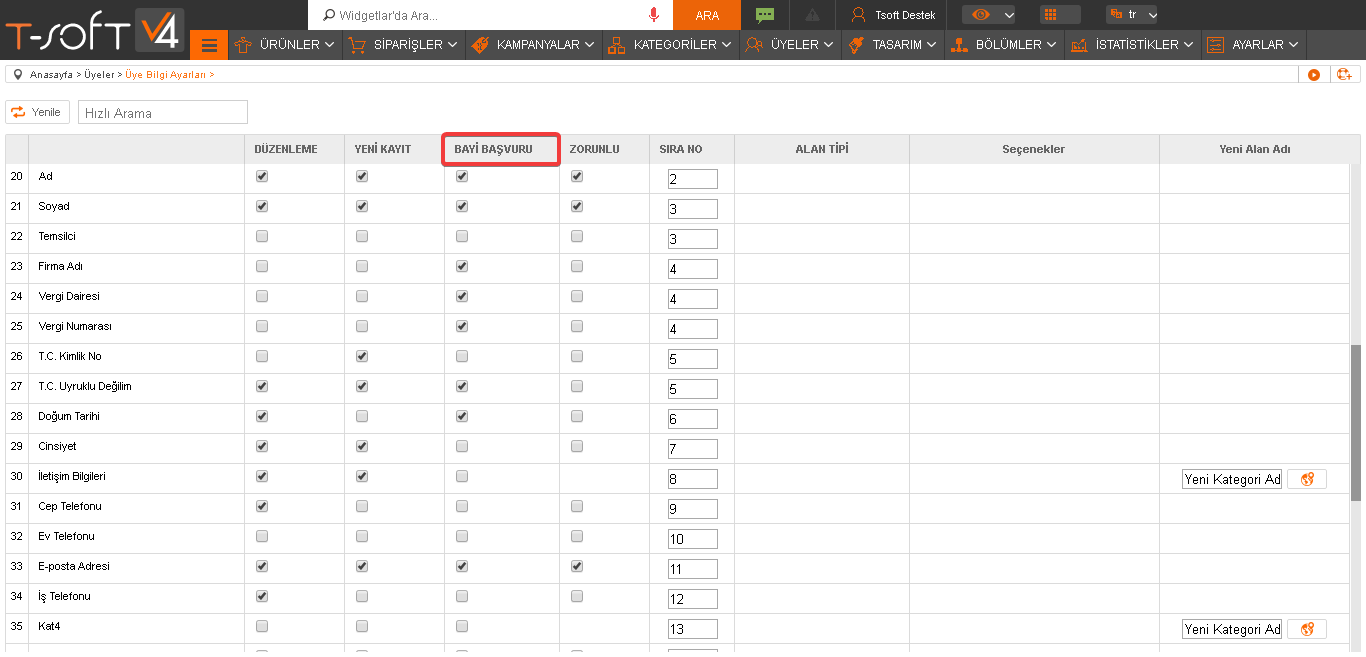 T-SOFT V4
Widgetlar'da Ara...
ARA
Tsoft Destek
tr
ÜRÜNLER
SİPARİŞLER
KAMPANYALAR
KATEGORİLER
ÜYELER
TASARIM
BÖLÜMLER
İSTATİSTİKLER
AYARLAR
Anasayfa > Üyeler > Üye Bilgi Ayarları >
Yenile
Hızlı Arama
DÜZENLEME YENİ KAYIT BAYİ BAŞVURU ZORUNLU SIRA NO ALAN TİPİ Seçenekler Yeni Alan Adı
20 Ad 2
21 Soyad 3
22 Temsilci 3
23 Firma Adı 4
24 Vergi Dairesi 4
25 Vergi Numarası 4
26 T.C. Kimlik No 5
27 T.C. Uyruklu Değilim 5
28 Doğum Tarihi 6
29 Cinsiyet 7
30 İletişim Bilgileri 8 Yeni Kategori Ad
31 Cep Telefonu 9
32 Ev Telefonu 10
33 E-posta Adresi 11
34 İş Telefonu 12
35 Kat4 13 Yeni Kategori Ad